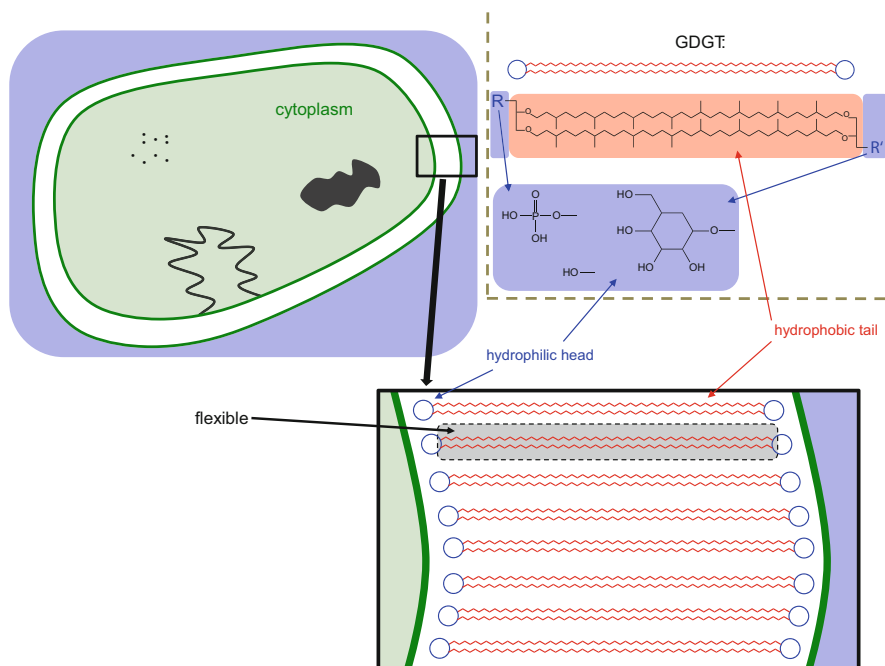 GDGT:
cytoplasm
R
O
O
O
O
R'
O
HO P O
OH
HO
HO
HO
O
HO
OH
OH
hydrophobic tail
hydrophilic head
flexible